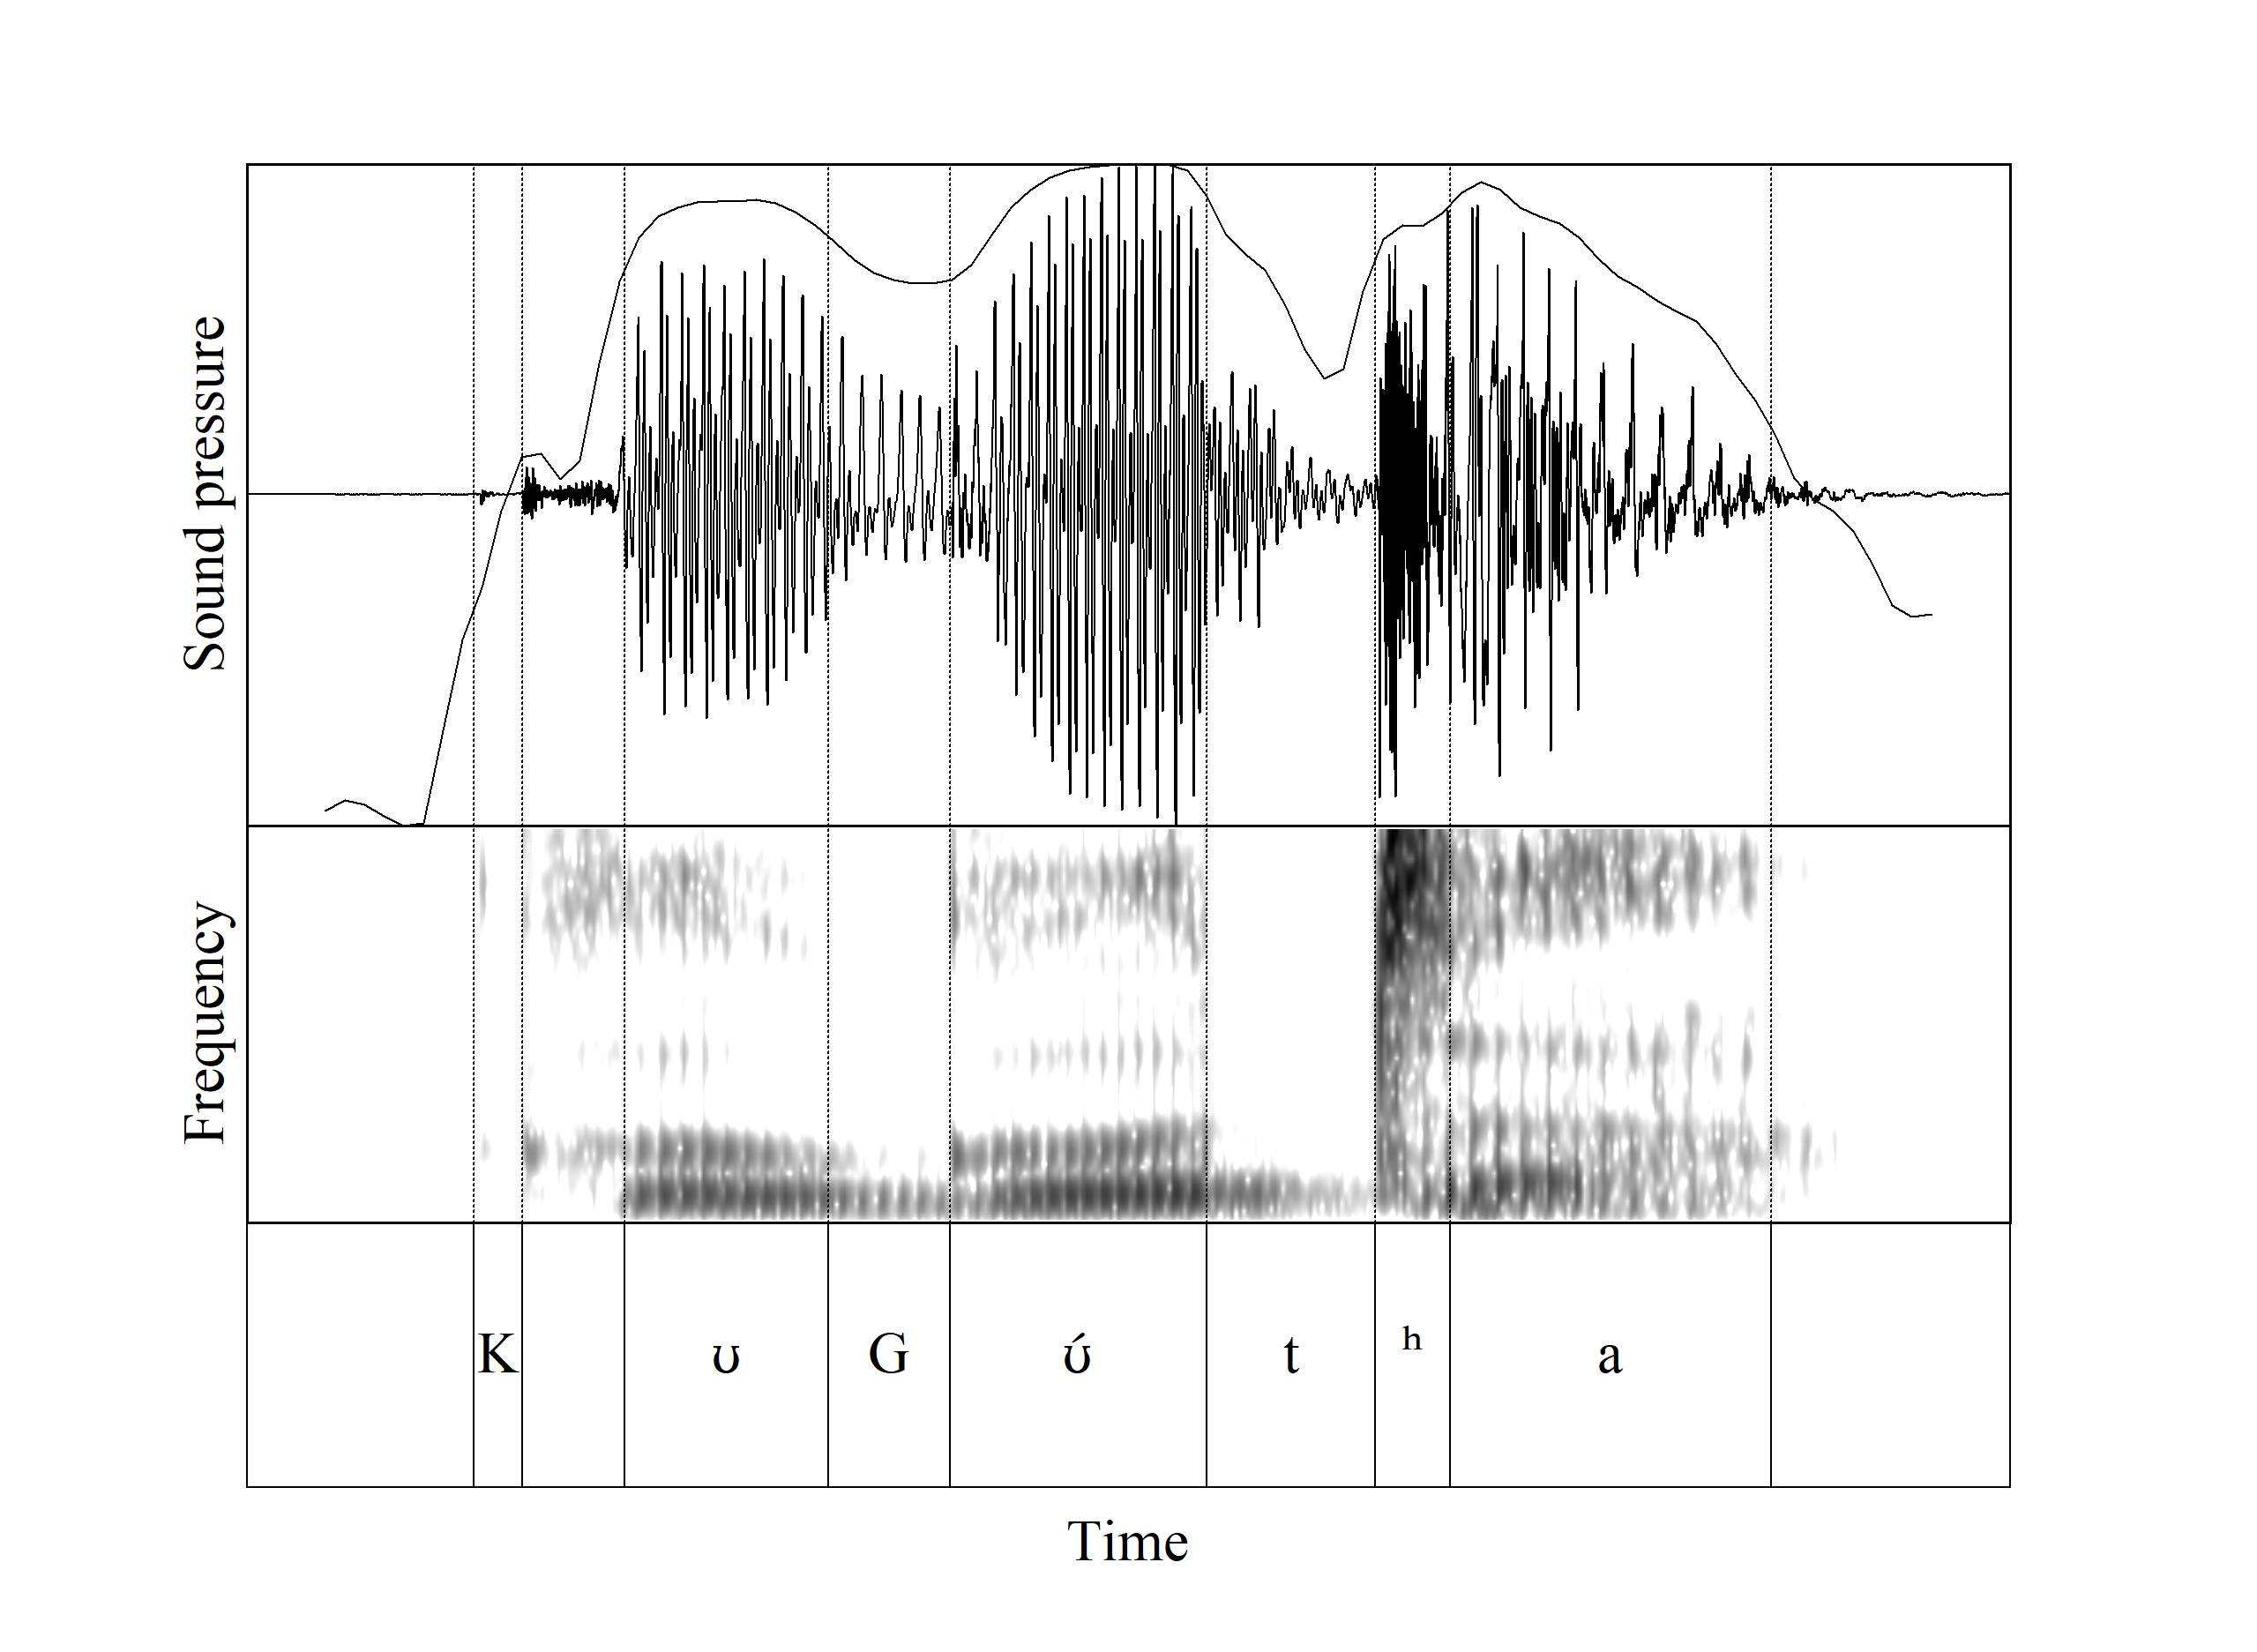 Sound pressure
Frequency
K ʊ G ʊ́ t ʰ a
Time